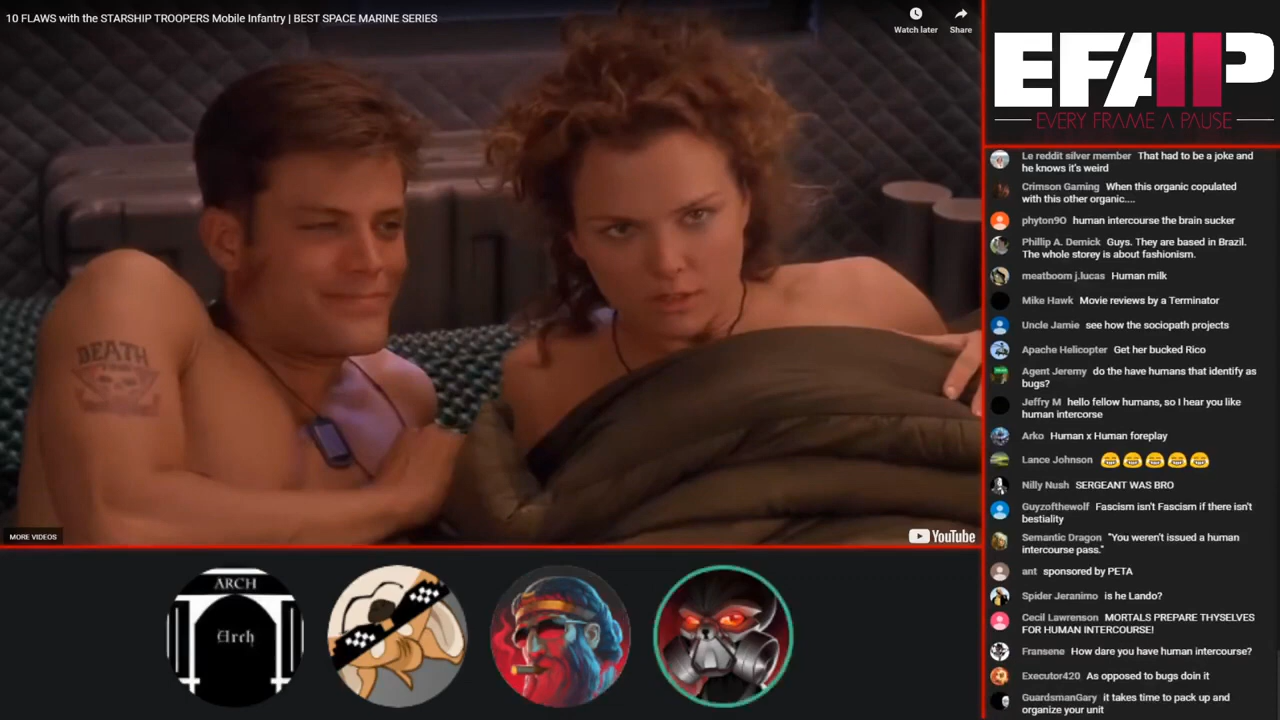 10 FLAWS with the STARSHIP TROOPERS Mobile Infantry | BEST SPACE MARINE SERIES
Watch later
Share
DEATH
MORE VIDEOS
YouTube
EFAP
EVERY FRAME A PAUSE
Le reddit silver member That had to be a joke and
he knows it's weird
Crimson Gaming When this organic copulated
with this other organic....
phyton90 human intercourse the brain sucker
Phillip A. Demick Guys. They are based in Brazil.
The whole storey is about fashionism.
meatboom j.lucas Human milk
Mike Hawk Movie reviews by a Terminator
Uncle Jamie see how the sociopath projects
Apache Helicopter Get her bucked Rico
Agent Jeremy do the have humans that identify as
bugs?
Jeffry M hello fellow humans, so I hear you like
human intercorse
Arko Human x Human foreplay
Lance Johnson 😂😂😂😂😂
Nilly Nush SERGEANT WAS BRO
Guyzofthewolf Fascism isn't Fascism if there isn't
bestiality
Semantic Dragon "You weren't issued a human
intercourse pass."
ant sponsored by PETA
Spider Jeranimo is he Lando?
Cecil Lawrenson MORTALS PREPARE THYSELVES
FOR HUMAN INTERCOURSE!
Fransene How dare you have human intercourse?
Executor420 As opposed to bugs doin it
GuardsmanGary it takes time to pack up and
organize your unit
ARCH
Arch